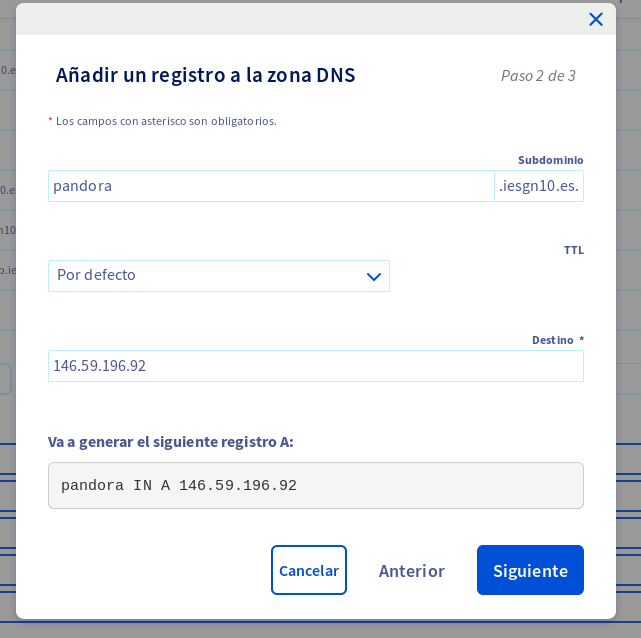 Añadir un registro a la zona DNS
Paso 2 de 3
* Los campos con asterisco son obligatorios.
Subdominio
pandora
.iesgn10.es.
TTL
Por defecto
Destino *
146.59.196.92
Va a generar el siguiente registro A:
pandora IN A 146.59.196.92
Cancelar
Anterior
Siguiente